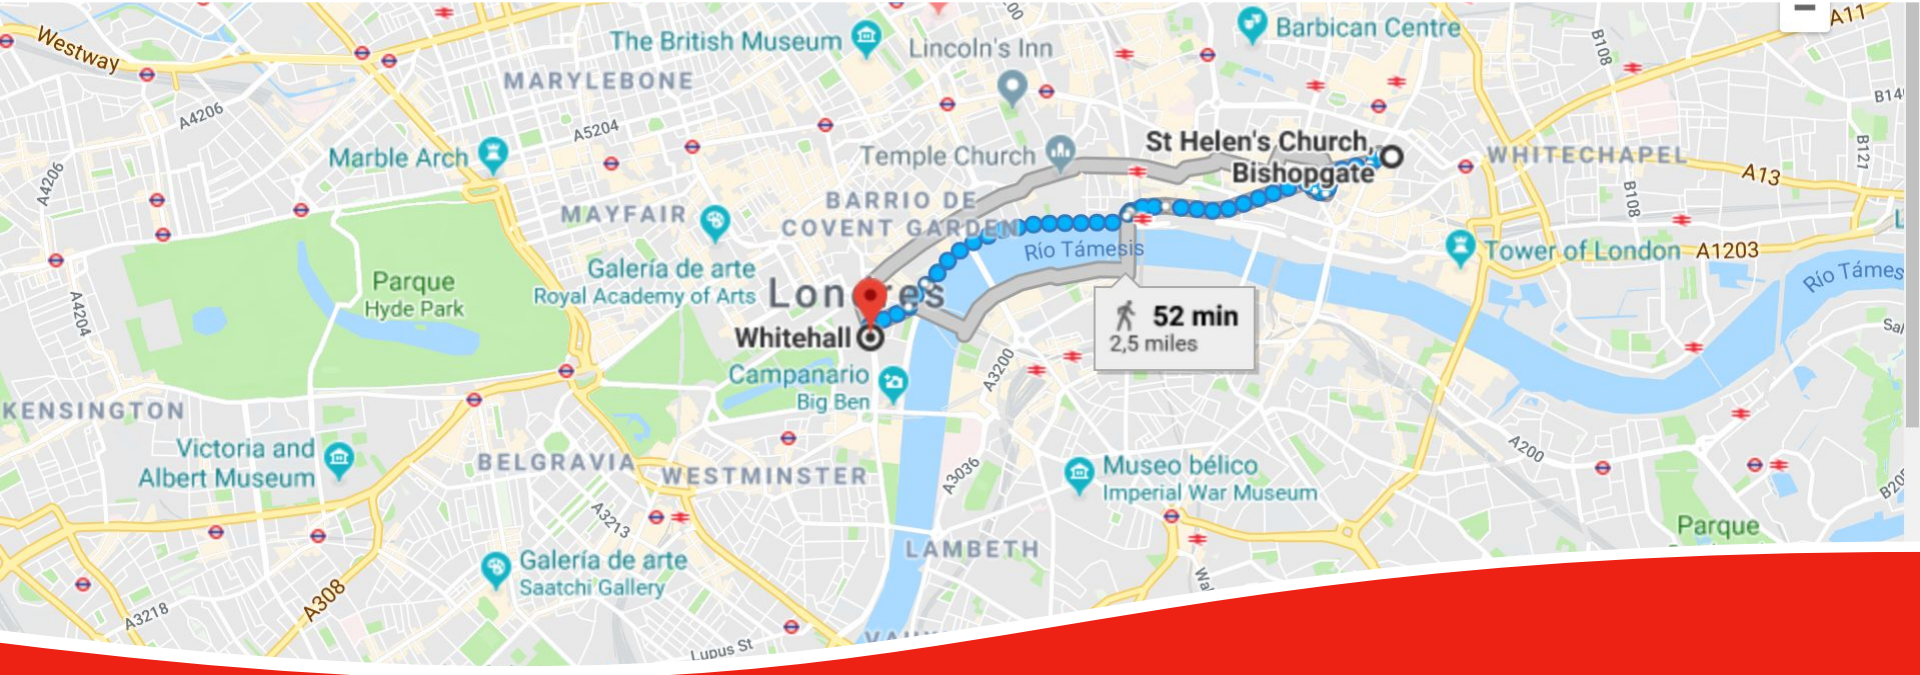 Westway
The British Museum
Lincoln's Inn
Barbican Centre
A11
B108
MARYLEBONE
A4206
A5204
Marble Arch
Temple Church
St Helen's Church,
Bishopgate
WHITECHAPEL
B121
A13
B108
A4206
MAYFAIR
BARRIO DE
COVENT GARDEN
Río Támesis
Tower of London
A1203
Galería de arte
Royal Academy of Arts
Londres
Parque
Hyde Park
A4204
Whitehall
52 min
2,5 miles
A3200
Campanario
Big Ben
KENSINGTON
Victoria and
Albert Museum
BELGRAVIA
WESTMINSTER
A3036
Museo bélico
Imperial War Museum
A200
A3213
Parque
LAMBETH
Galería de arte
Saatchi Gallery
A308
A3218
Lupus St